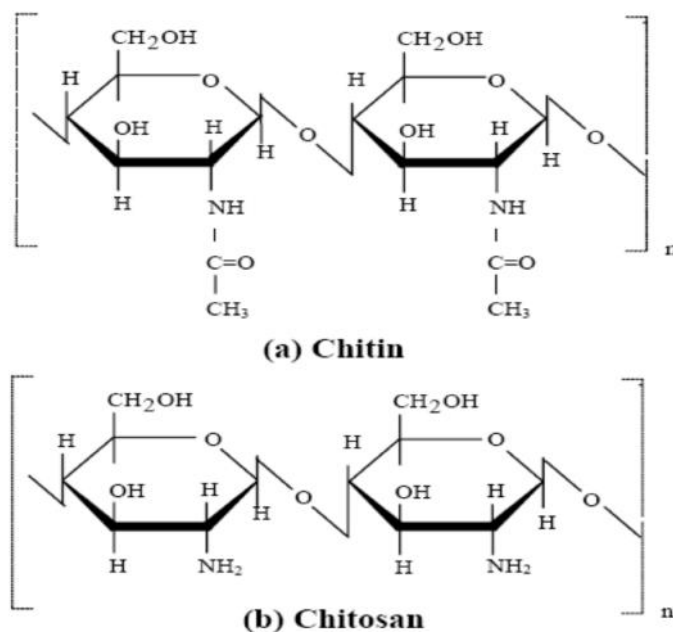 CH₂OH CH₂OH
H O H O
OH H O OH H O
H H
H NH H NH
C=O C=O
CH₃ CH₃
n
(a) Chitin
CH₂OH CH₂OH
H O H O
OH H O OH H O
H H
H NH₂ H NH₂
n
(b) Chitosan